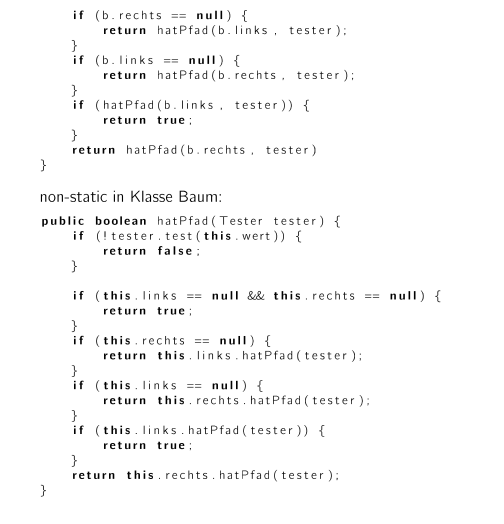 if (b.rechts == null) {
return hatPfad(b.links, tester);
}
if (b.links == null) {
return hatPfad(b.rechts, tester);
}
if (hatPfad(b.links, tester)) {
return true;
}
return hatPfad(b.rechts, tester)
}
non-static in Klasse Baum:
public boolean hatPfad(Tester tester) {
if (!tester.test(this.wert)) {
return false;
}
if (this.links == null && this.rechts == null) {
return true;
}
if (this.rechts == null) {
return this.links.hatPfad(tester);
}
if (this.links == null) {
return this.rechts.hatPfad(tester);
}
if (this.links.hatPfad(tester)) {
return true;
}
return this.rechts.hatPfad(tester);
}